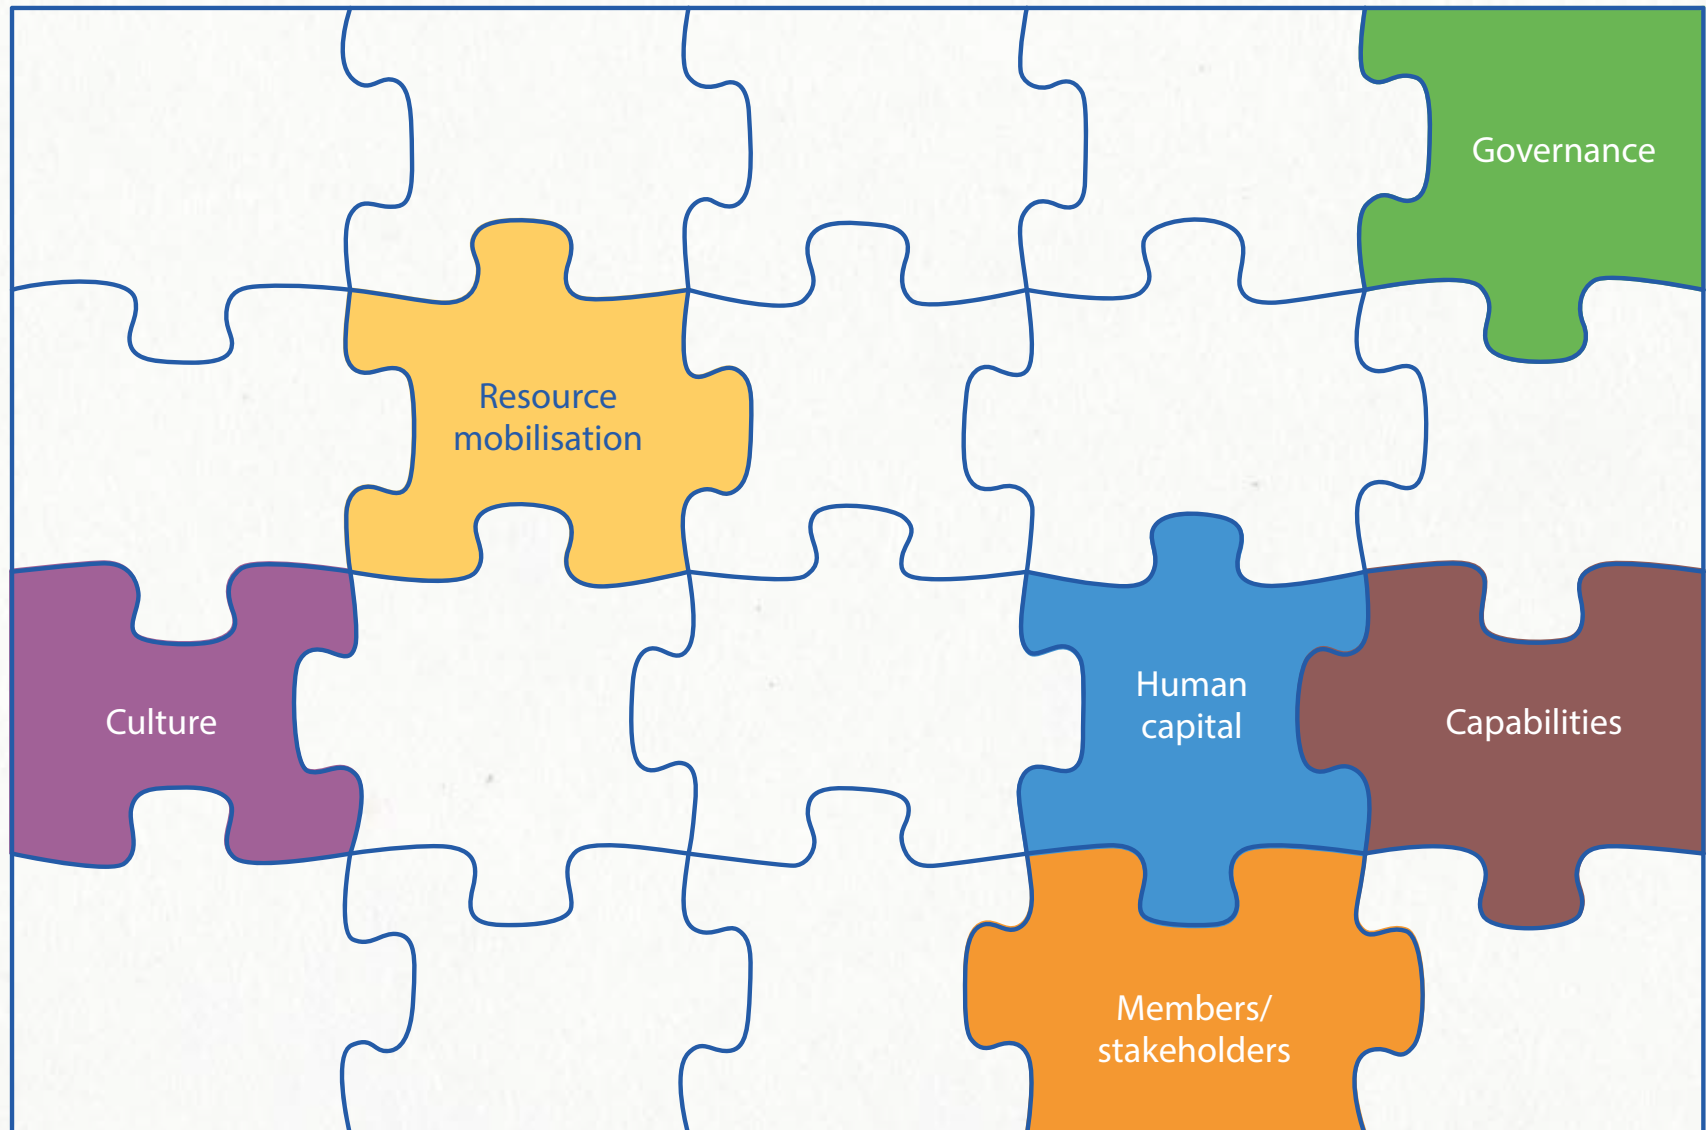 Governance
Resource
mobilisation
Culture
Human
capital
Capabilities
Members/
stakeholders